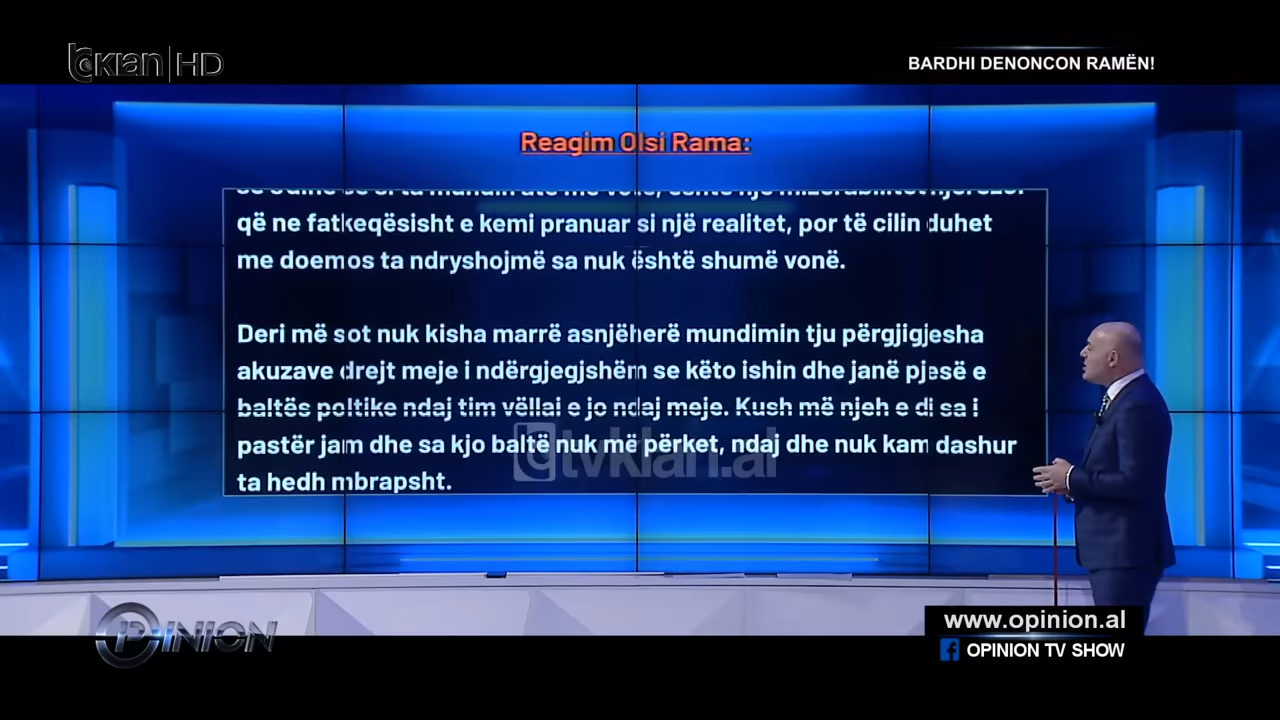 tvklan HD
BARDHI DENONCON RAMËN!
Reagim Olsi Rama:
që ne fatkeqësisht e kemi pranuar si një realitet, por të cilin duhet
me doemos ta ndryshojmë sa nuk është shumë vonë.
Deri më sot nuk kisha marrë asnjëherë mundimin tju përgjigjesha
akuzave drejt meje i ndërgjegjshëm se këto ishin dhe janë pjesë e
baltës poltike ndaj tim vëllai e jo ndaj meje. Kush më njeh e di sa i
pastër jam dhe sa kjo baltë nuk më përket, ndaj dhe nuk kam dashur
ta hedh mbrapsht.
tvklan.al
OPINION
www.opinion.al
OPINION TV SHOW